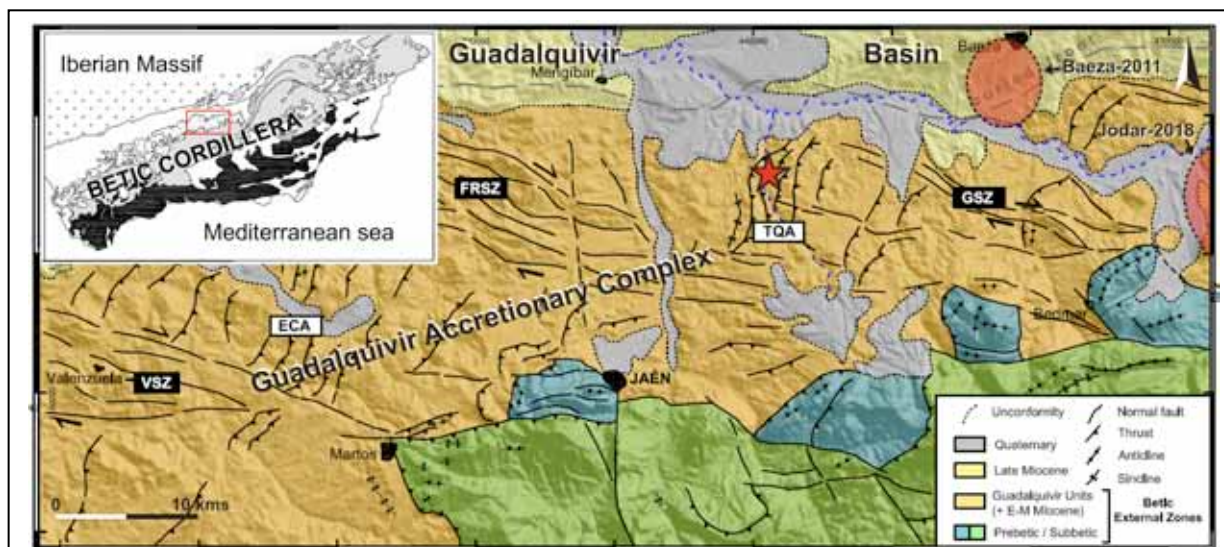 Iberian Massif
BETIC CORDILLERA
Mediterranean sea
Guadalquivir Basin
Mengibar
Baeza
Baeza-2011
Jodar-2018
FRSZ
GSZ
TQA
Guadalquivir Accretionary Complex
ECA
Valenzuela
VSZ
JAÉN
Martos
0 10 kms
Unconformity
Normal fault
Quaternary
Thrust
Late Miocene
Anticline
Sincline
Guadalquivir Units
(+ E-M Miocene)
Prebetic / Subbetic
Betic
External Zones